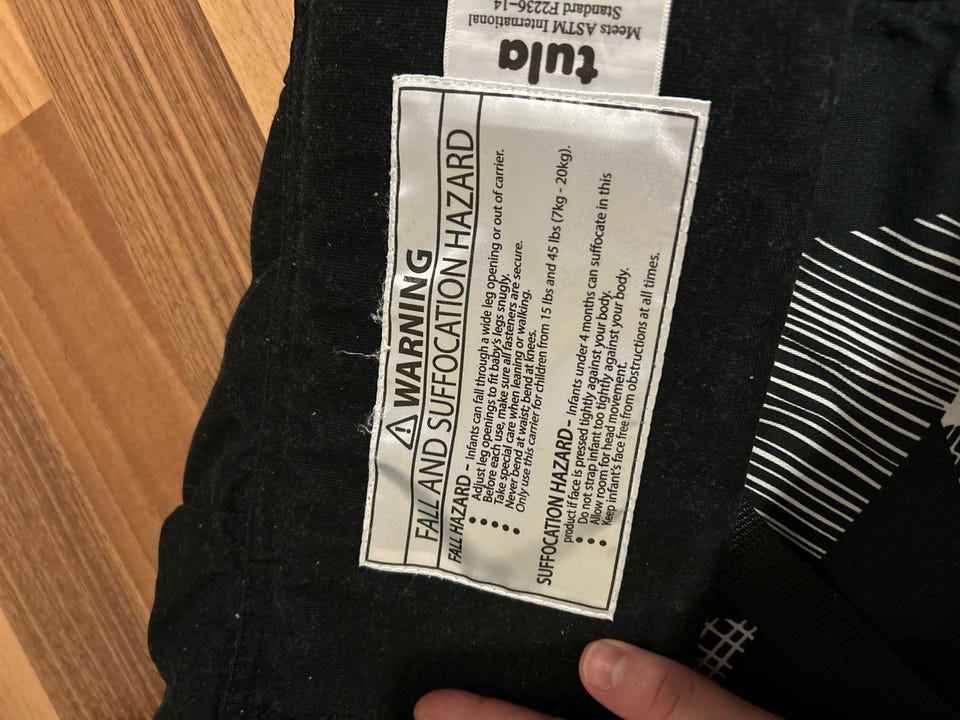 Meets ASTM International
Standard F2236-14
tula
⚠ WARNING
FALL AND SUFFOCATION HAZARD
FALL HAZARD – Infants can fall through a wide leg opening or out of carrier.
• Adjust leg openings to fit baby's legs snugly.
• Before each use, make sure all fasteners are secure.
• Take special care when leaning or walking.
• Never bend at waist; bend at knees.
• Only use this carrier for children from 15 lbs and 45 lbs (7kg - 20kg).
SUFFOCATION HAZARD – Infants under 4 months can suffocate in this
product if face is pressed tightly against your body.
• Do not strap infant too tightly against your body.
• Allow room for head movement.
• Keep infant's face free from obstructions at all times.